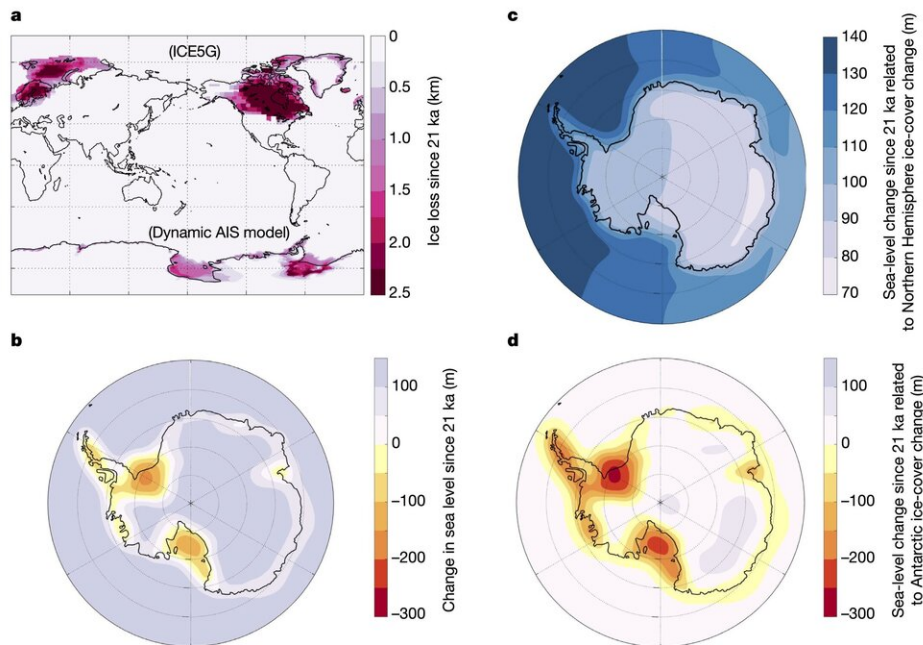 a
(ICE5G)
(Dynamic AIS model)
0
0.5
1.0
1.5
2.0
2.5
Ice loss since 21 ka (km)
c
140
130
120
110
100
90
80
70
Sea-level change since 21 ka related
to Northern Hemisphere ice-cover change (m)
b
100
0
−100
−200
−300
Change in sea level since 21 ka (m)
d
100
0
−100
−200
−300
Sea-level change since 21 ka related
to Antarctic ice-cover chance (m)